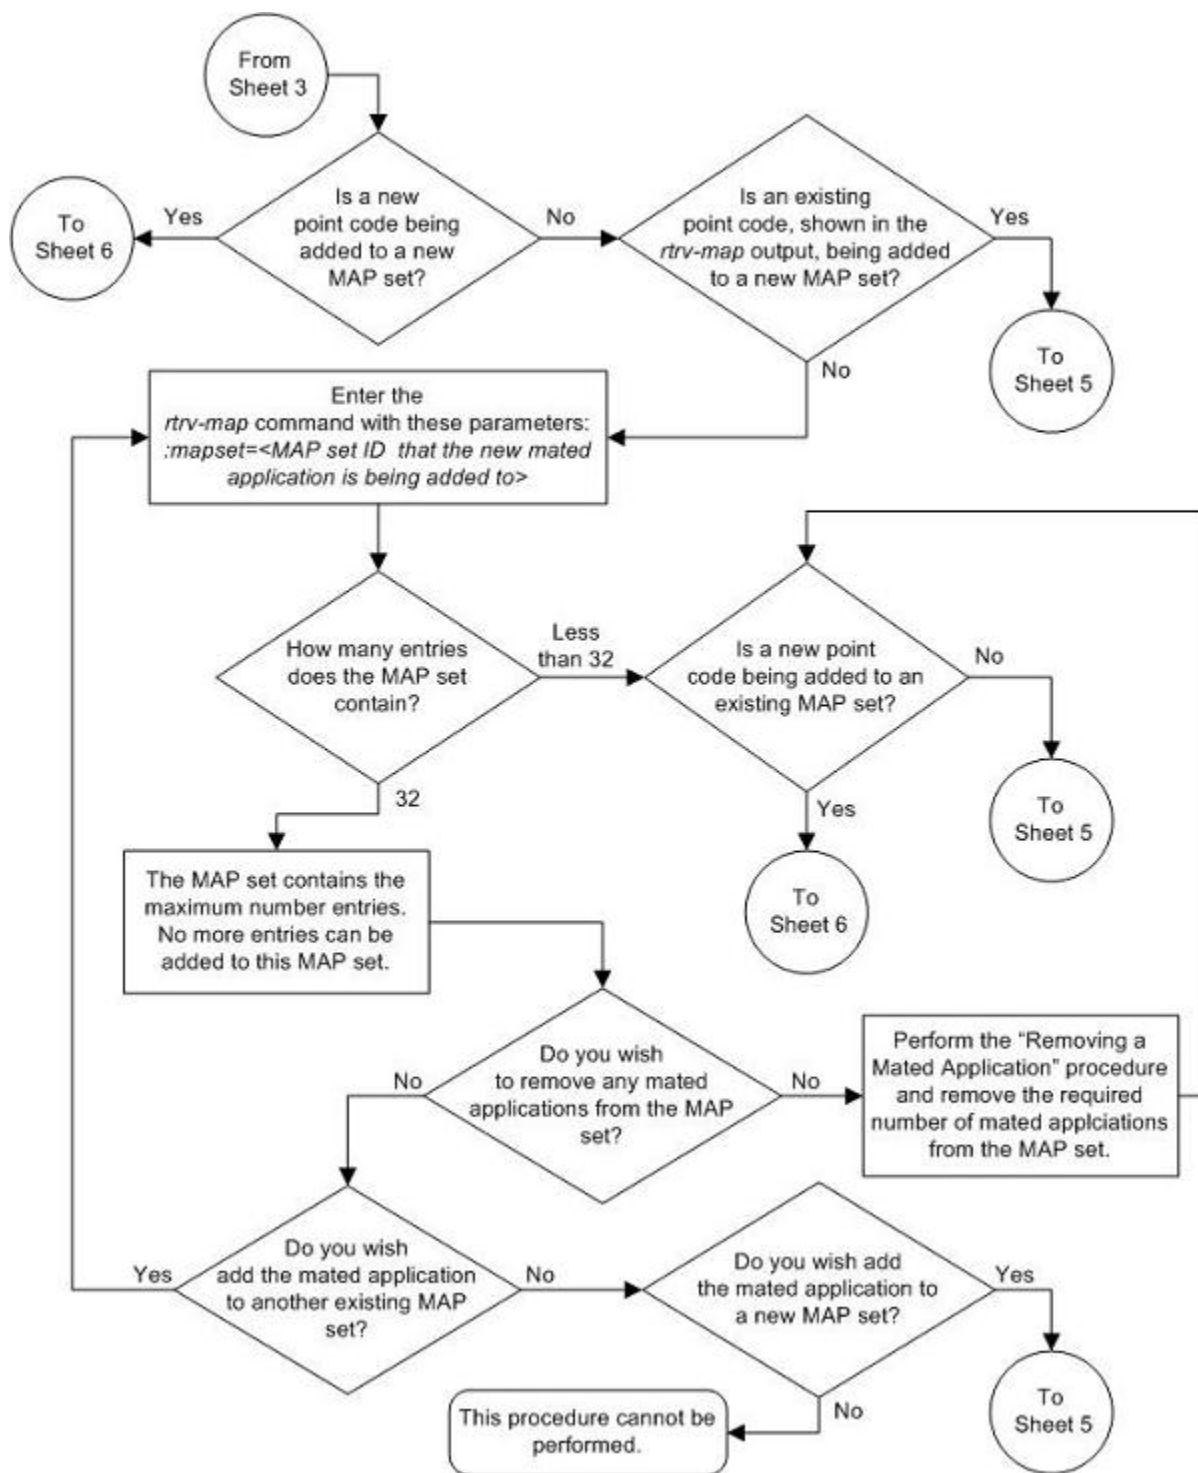 From
Sheet 3
Is a new
point code being
added to a new
MAP set?
Yes
To
Sheet 6
No
Is an existing
point code, shown in the
rtrv-map output, being added
to a new MAP set?
Yes
To
Sheet 5
No
Enter the
rtrv-map command with these parameters:
:mapset=<MAP set ID that the new mated
application is being added to>
How many entries
does the MAP set
contain?
Less
than 32
Is a new point
code being added to an
existing MAP set?
No
To
Sheet 5
Yes
To
Sheet 6
32
The MAP set contains the
maximum number entries.
No more entries can be
added to this MAP set.
Do you wish
to remove any mated
applications from the MAP
set?
No
No
Perform the “Removing a
Mated Application” procedure
and remove the required
number of mated applciations
from the MAP set.
Do you wish
add the mated application
to another existing MAP
set?
Yes
No
Do you wish add
the mated application to
a new MAP set?
Yes
To
Sheet 5
No
This procedure cannot be
performed.